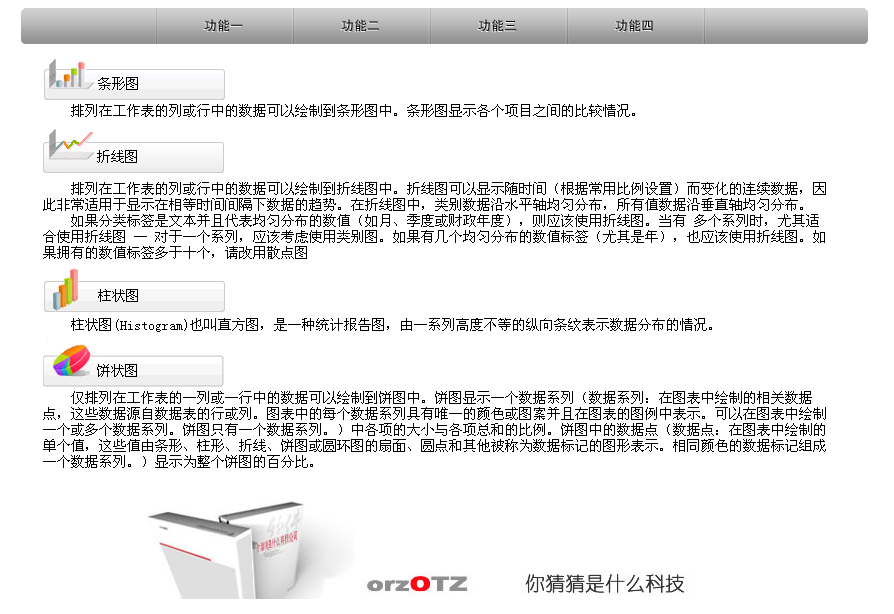 功能一 功能二 功能三 功能四
条形图
排列在工作表的列或行中的数据可以绘制到条形图中。条形图显示各个项目之间的比较情况。
折线图
排列在工作表的列或行中的数据可以绘制到折线图中。折线图可以显示随时间（根据常用比例设置）而变化的连续数据，因
此非常适用于显示在相等时间间隔下数据的趋势。在折线图中，类别数据沿水平轴均匀分布，所有值数据沿垂直轴均匀分布。
如果分类标签是文本并且代表均匀分布的数值（如月、季度或财政年度），则应该使用折线图。当有 多个系列时，尤其适
合使用折线图 — 对于一个系列，应该考虑使用类别图。如果有几个均匀分布的数值标签（尤其是年），也应该使用折线图。如
果拥有的数值标签多于十个，请改用散点图
柱状图
柱状图(Histogram)也叫直方图，是一种统计报告图，由一系列高度不等的纵向条纹表示数据分布的情况。
饼状图
仅排列在工作表的一列或一行中的数据可以绘制到饼图中。饼图显示一个数据系列（数据系列：在图表中绘制的相关数据
点，这些数据源自数据表的行或列。图表中的每个数据系列具有唯一的颜色或图案并且在图表的图例中表示。可以在图表中绘制
一个或多个数据系列。饼图只有一个数据系列。）中各项的大小与各项总和的比例。饼图中的数据点（数据点：在图表中绘制的
单个值，这些值由条形、柱形、折线、饼图或圆环图的扇面、圆点和其他被称为数据标记的图形表示。相同颜色的数据标记组成
一个数据系列。）显示为整个饼图的百分比。
orzOTZ 你猜猜是什么科技